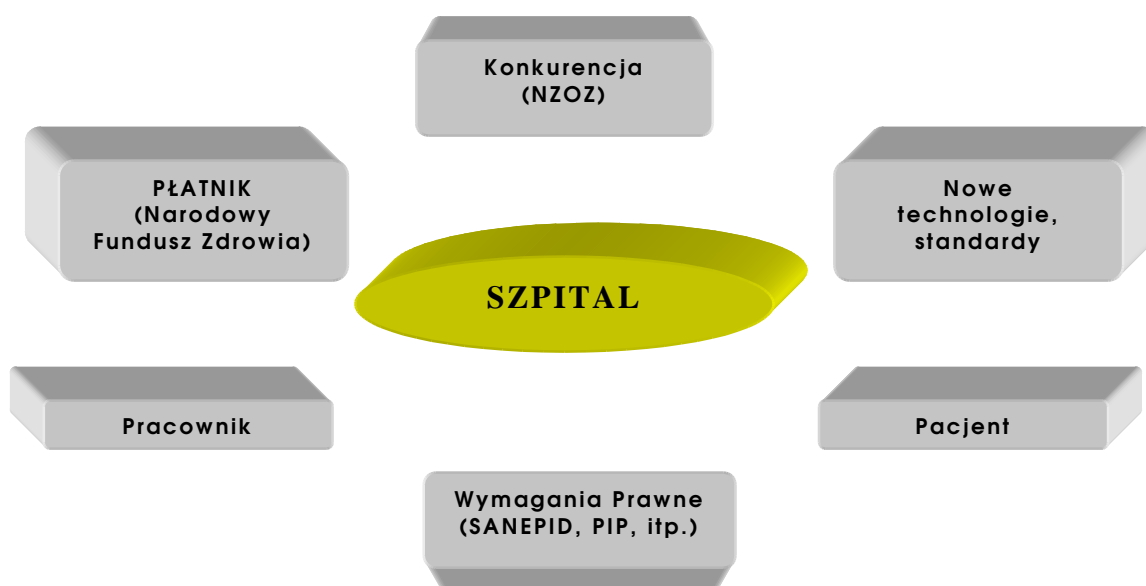 Konkurencja
(NZOZ)
PŁATNIK
(Narodowy
Fundusz Zdrowia)
Nowe
technologie,
standardy
SZPITAL
Pracownik
Pacjent
Wymagania Prawne
(SANEPID, PIP, itp.)